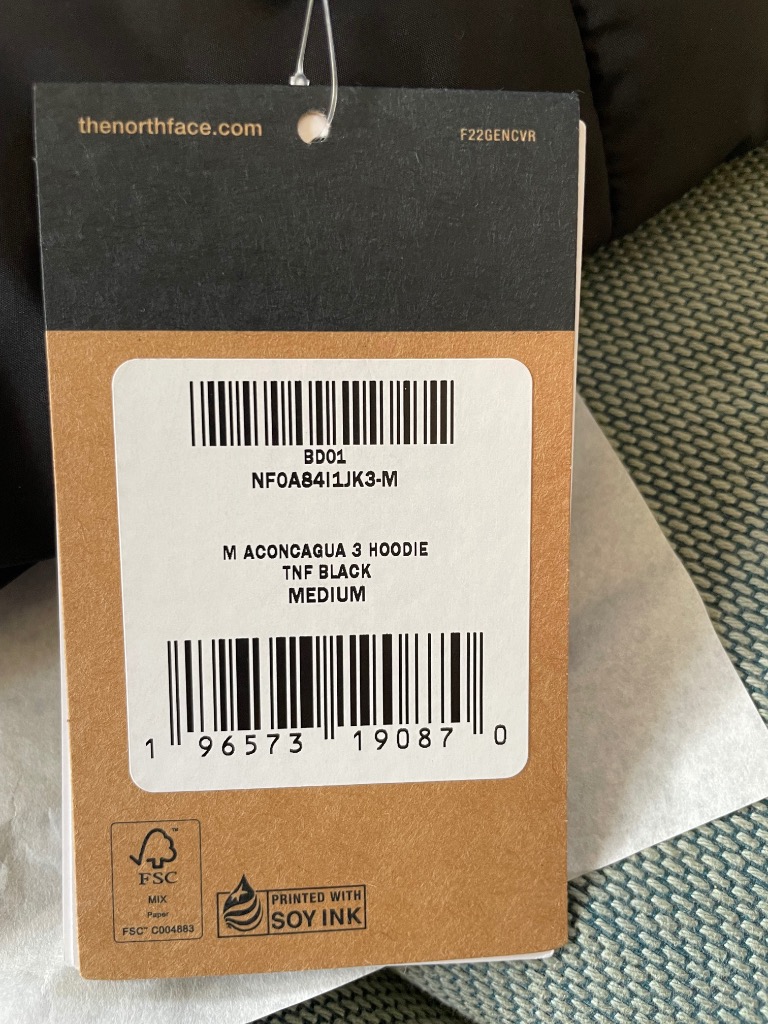 thenorthface.com
F22GENCVR
BD01
NF0A84I1JK3-M
M ACONCAGUA 3 HOODIE
TNF BLACK
MEDIUM
1 96573 19087 0
™
FSC
MIX
Paper
FSC™ C004883
PRINTED WITH
SOY INK